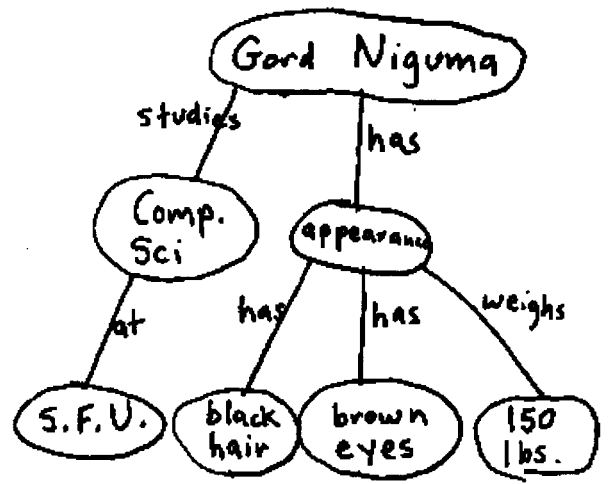 Gord Niguma
studies
has
Comp.
Sci
appearance
at
has
has
weighs
S.F.U.
black
hair
brown
eyes
150
lbs.